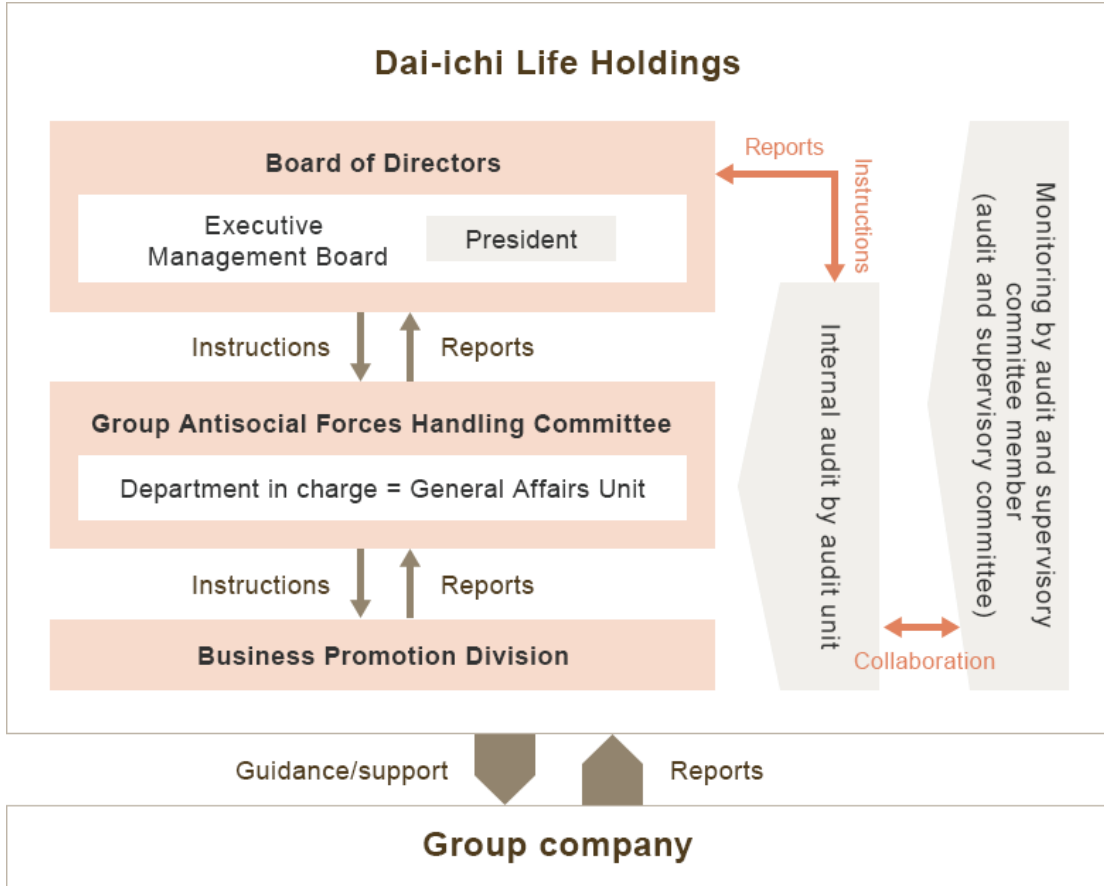 Dai-ichi Life Holdings
Board of Directors
Executive
Management Board
President
Reports
Instructions
Instructions
Reports
Group Antisocial Forces Handling Committee
Department in charge = General Affairs Unit
Instructions
Reports
Business Promotion Division
Internal audit by audit unit
Monitoring by audit and supervisory
committee member
(audit and supervisory committee)
Collaboration
Guidance/support
Reports
Group company